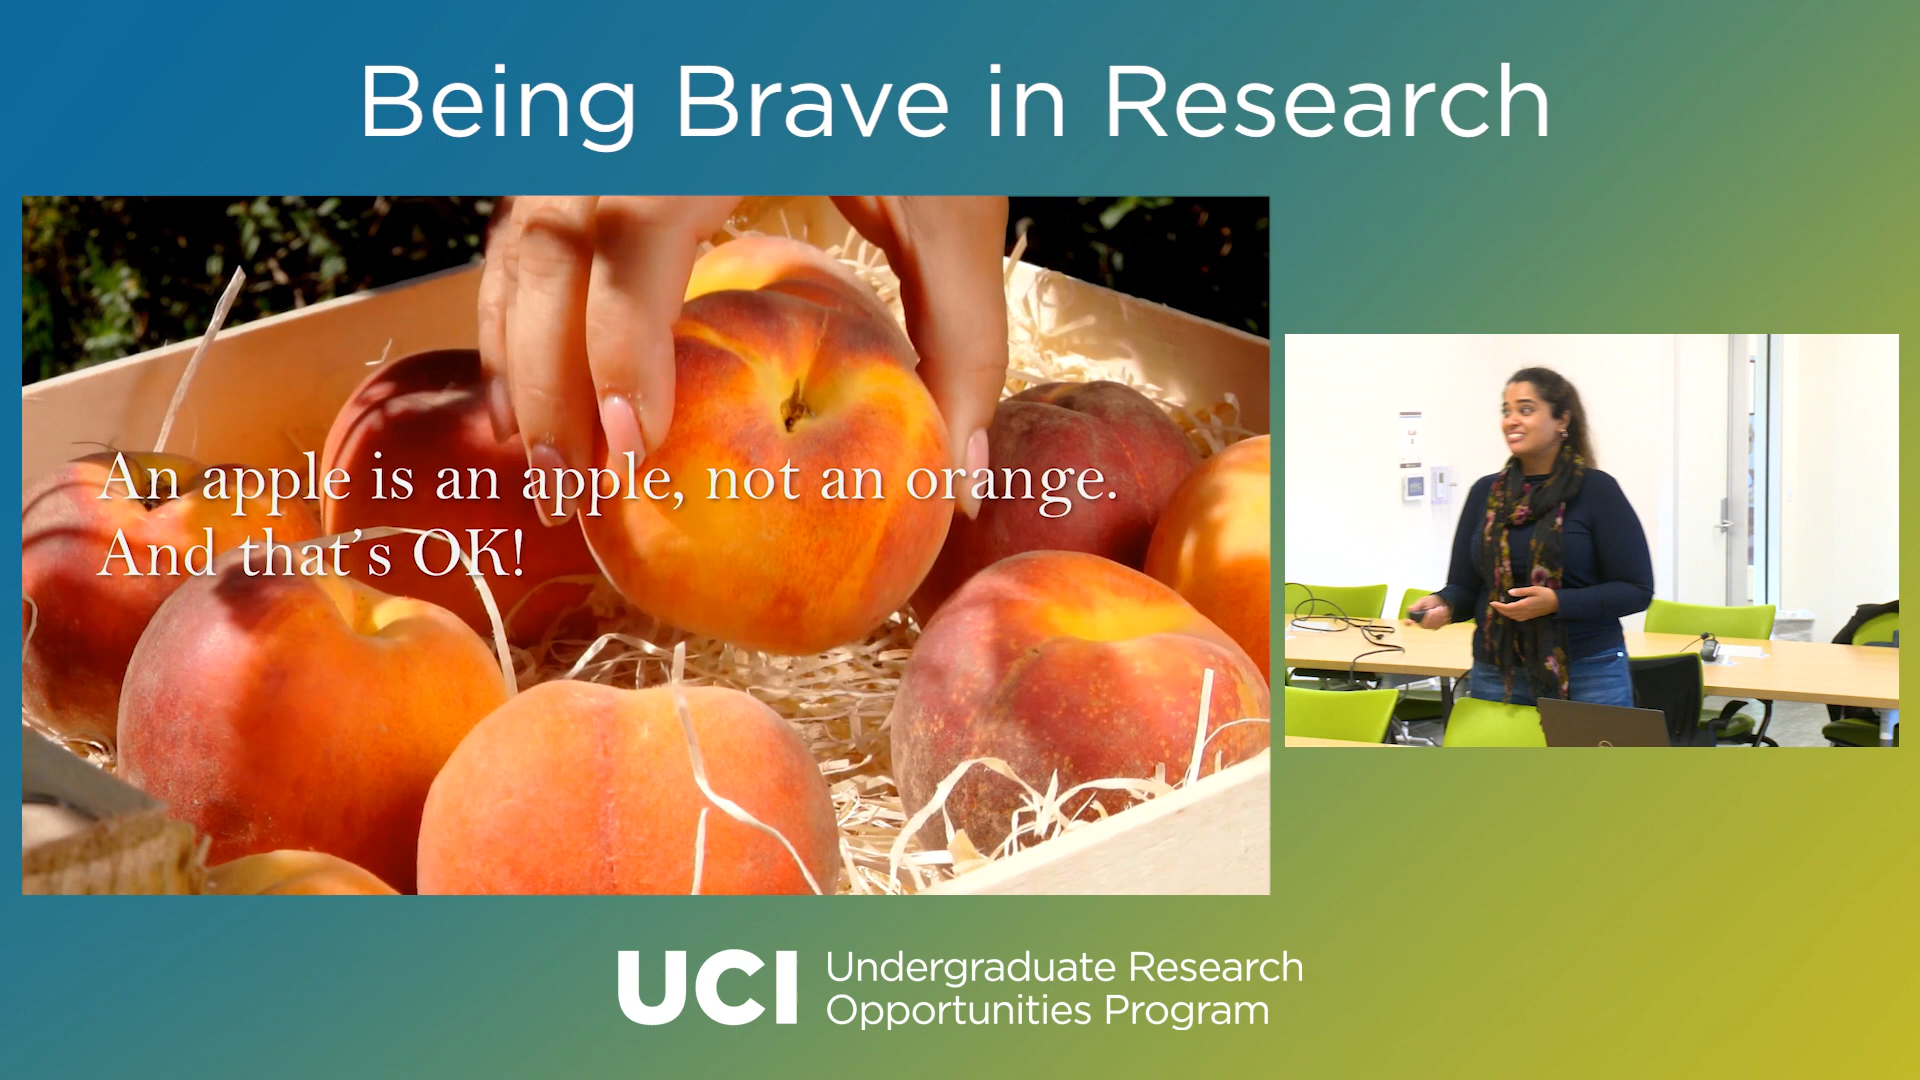 Being Brave in Research
An apple is an apple, not an orange.
And that's OK!
UCI
Undergraduate Research
Opportunities Program